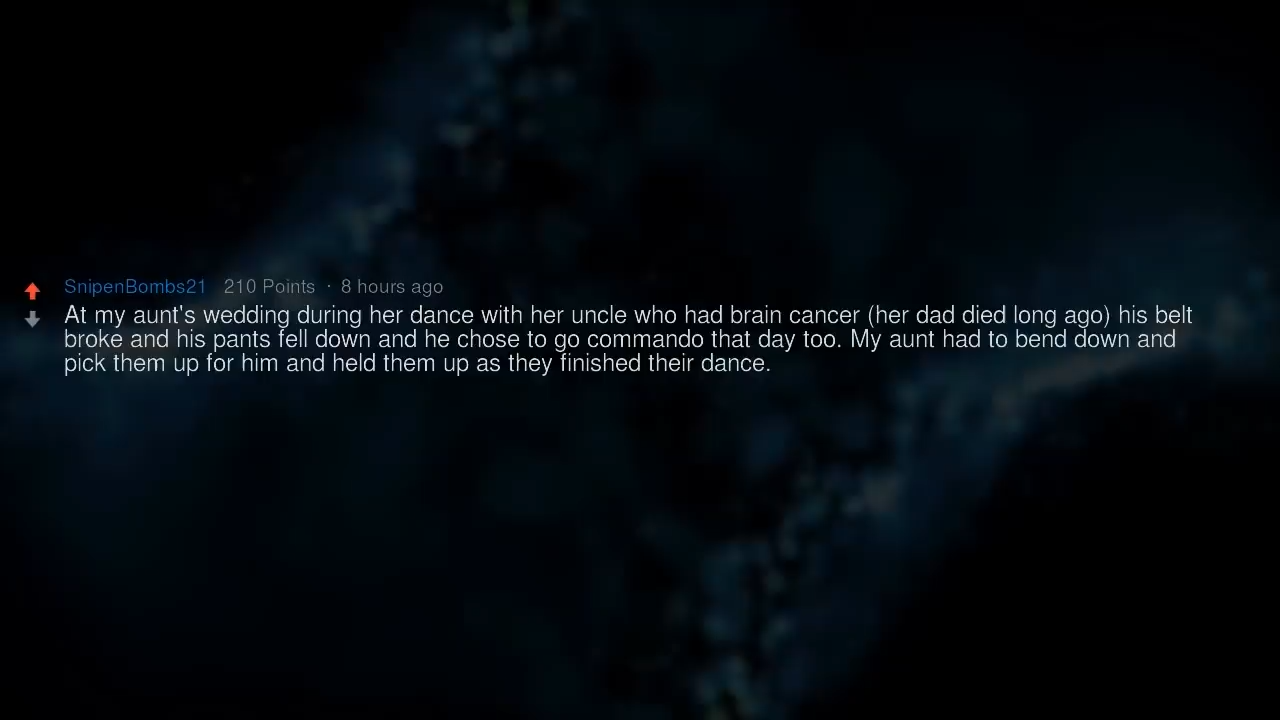 SnipenBombs21 210 Points · 8 hours ago
At my aunt's wedding during her dance with her uncle who had brain cancer (her dad died long ago) his belt
broke and his pants fell down and he chose to go commando that day too. My aunt had to bend down and
pick them up for him and held them up as they finished their dance.